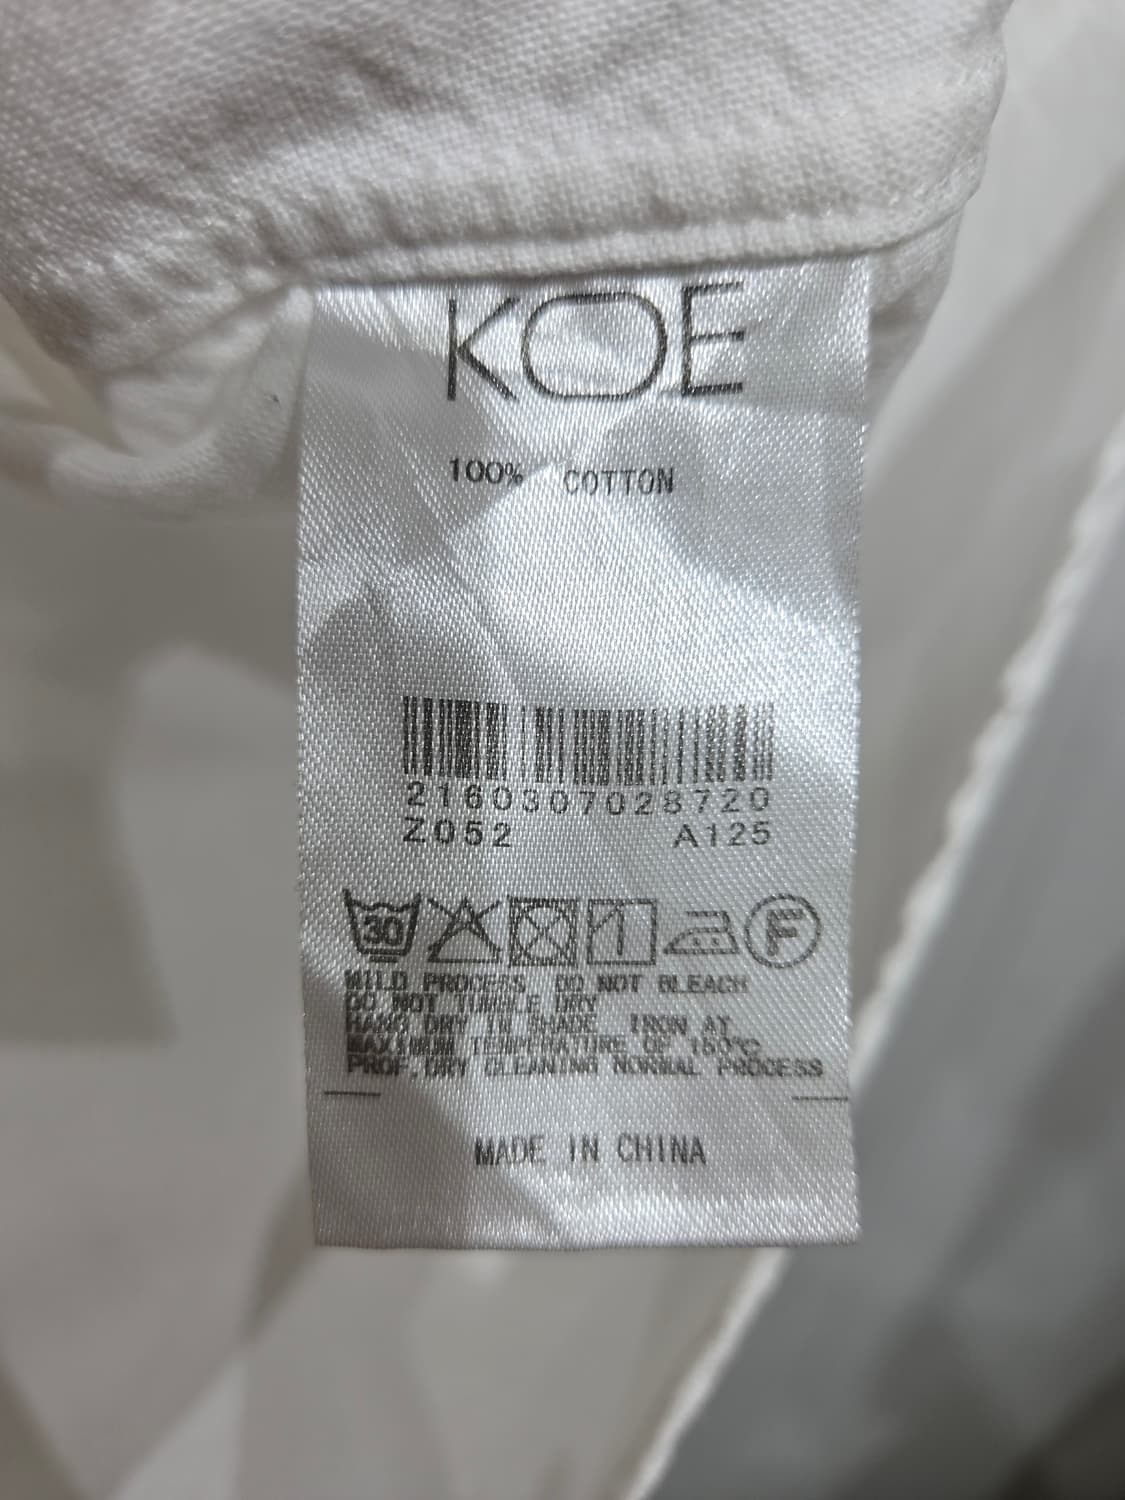 KOE
100% COTTON
2160307028720
Z052 A125
30 F
MILD PROCESS DO NOT BLEACH
DO NOT TUMBLE DRY
HANG DRY IN SHADE IRON AT
MAXIMUM TEMPERATURE OF 150℃
PROF.DRY CLEANING NORMAL PROCESS
MADE IN CHINA